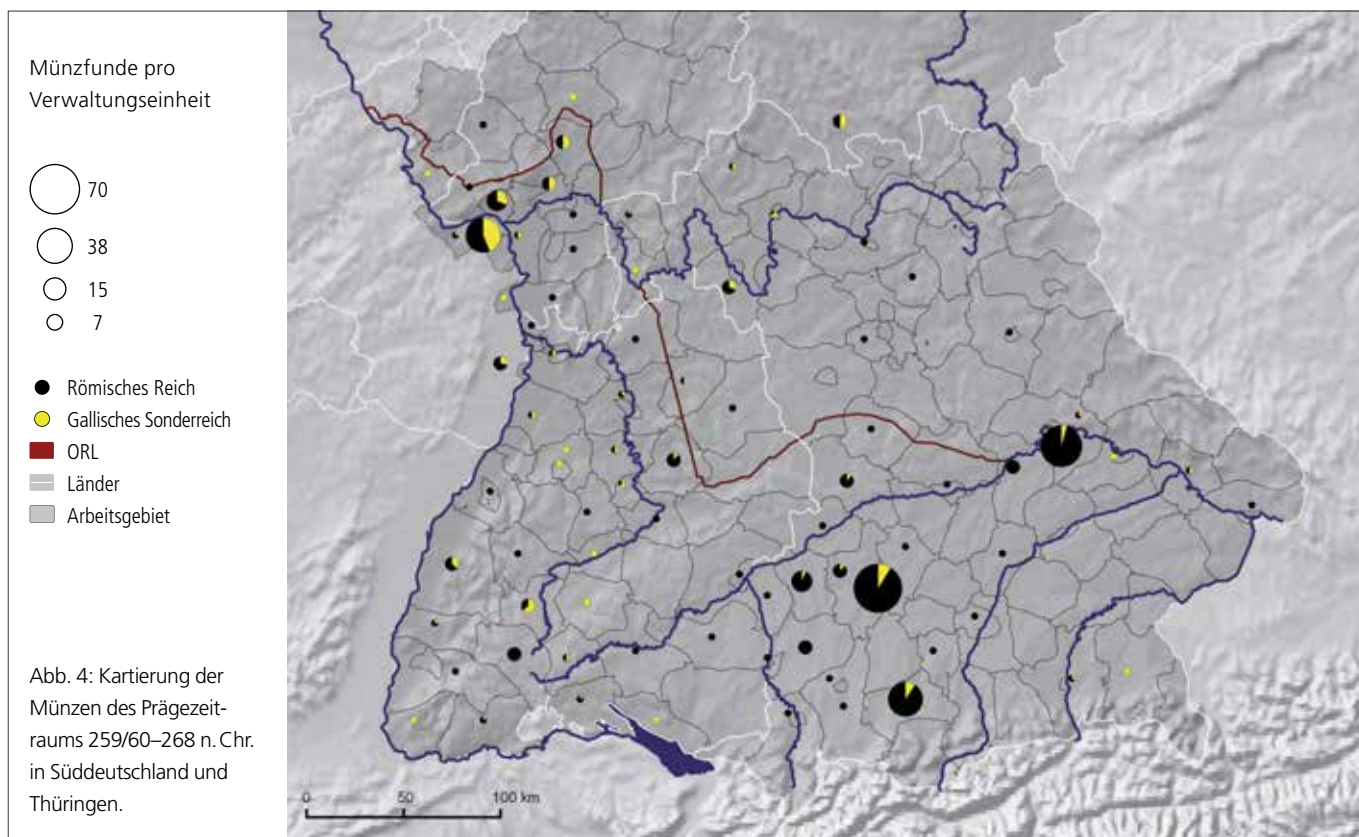 Münzfunde pro
Verwaltungseinheit
70
38
15
7
Römisches Reich
Gallisches Sonderreich
ORL
Länder
Arbeitsgebiet
Abb. 4: Kartierung der
Münzen des Prägezeit-
raums 259/60–268 n. Chr.
in Süddeutschland und
Thüringen.
0 50 100 km